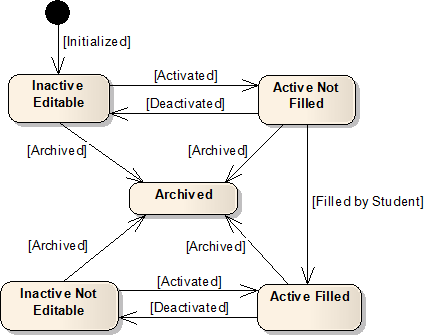 [Initialized]
Inactive
Editable
[Activated]
Active Not
Filled
[Deactivated]
[Archived]
[Archived]
Archived
[Filled by Student]
[Archived]
[Archived]
Inactive Not
Editable
[Activated]
Active Filled
[Deactivated]